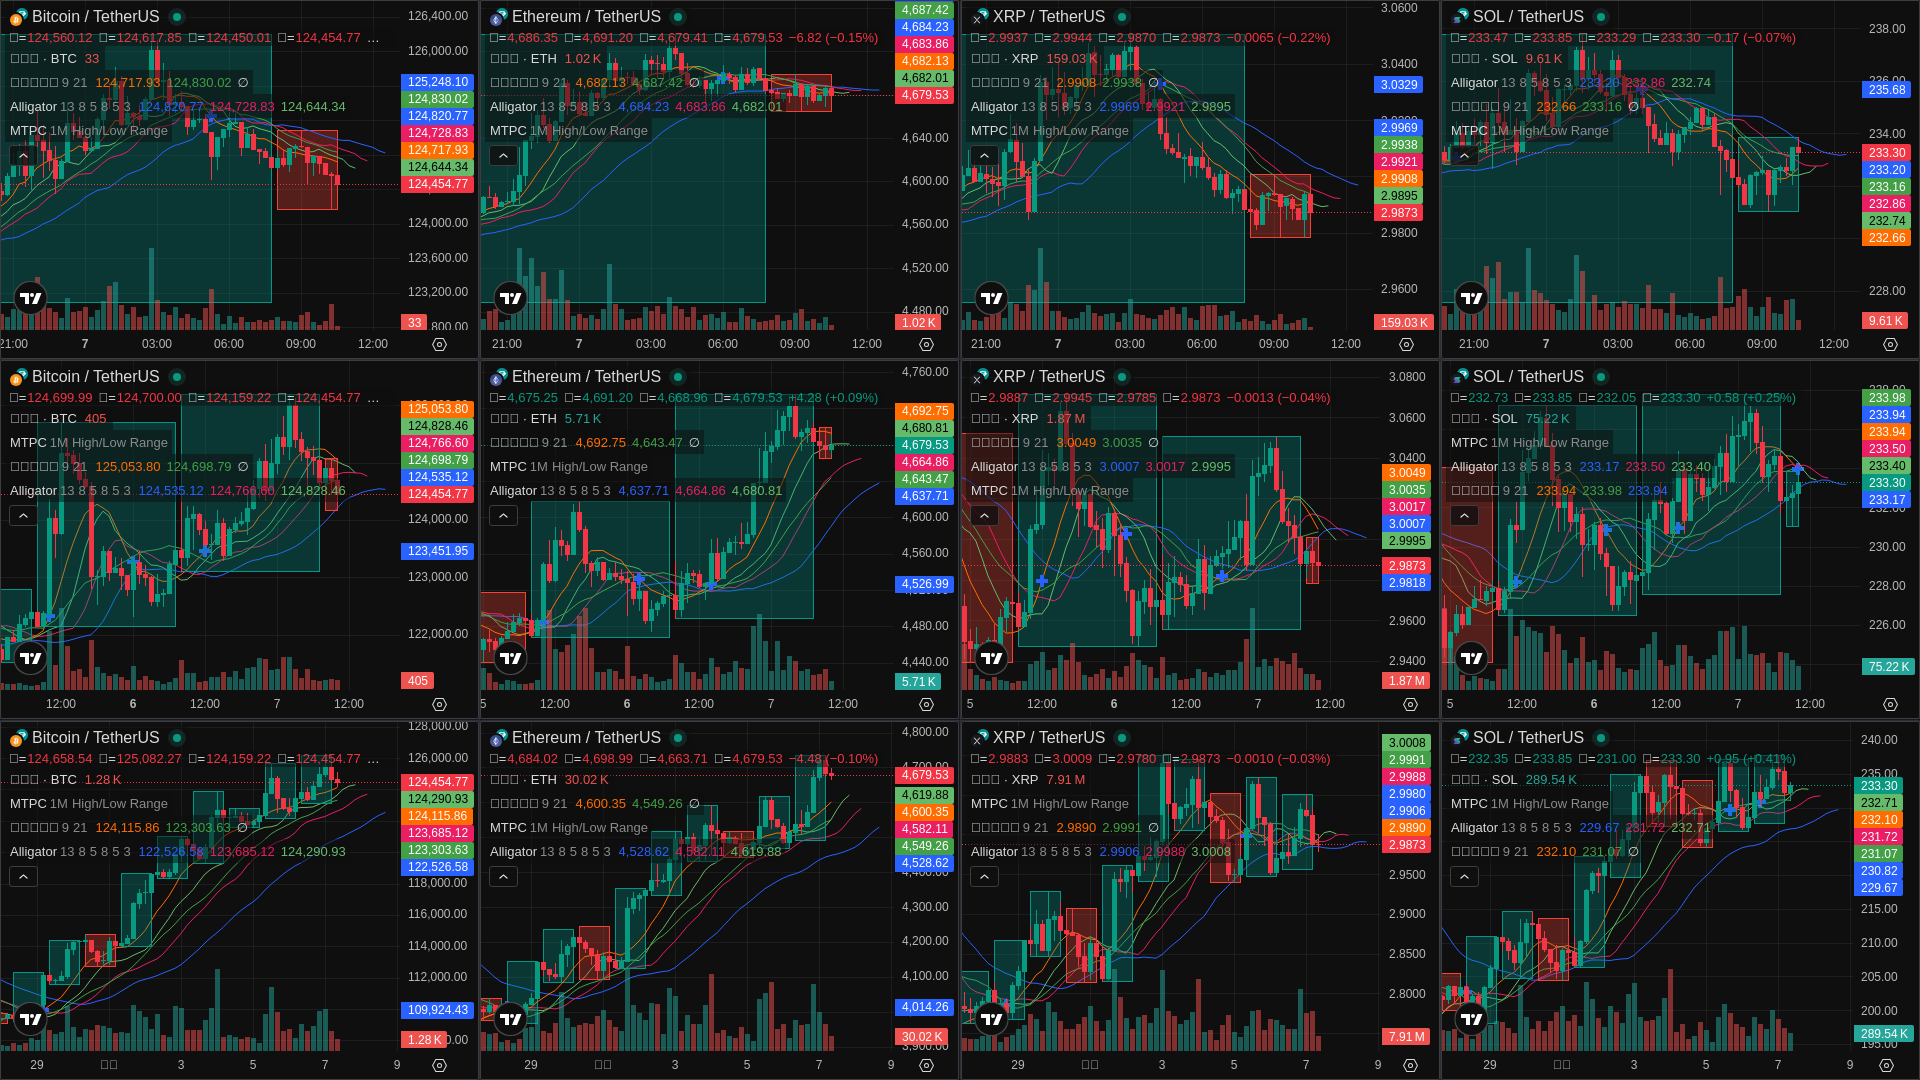 Bitcoin / TetherUS
□=124,560.12 □=124,617.85 □=124,450.01 □=124,454.77 ...
□□□ · BTC 33
□□□□□ 9 21 124,717.93 124,830.02 ∅
Alligator 13 8 5 8 5 3 124,820.77 124,728.83 124,644.34
MTPC 1M High/Low Range
126,400.00
126,000.00
125,248.10
124,830.02
124,820.77
124,728.83
124,717.93
124,644.34
124,454.77
124,000.00
123,600.00
123,200.00
33
800.00
21:00 7 03:00 06:00 09:00 12:00
Ethereum / TetherUS
□=4,686.35 □=4,691.20 □=4,679.41 □=4,679.53 −6.82 (−0.15%)
□□□ · ETH 1.02 K
□□□□□ 9 21 4,682.13 4,687.42 ∅
Alligator 13 8 5 8 5 3 4,684.23 4,683.86 4,682.01
MTPC 1M High/Low Range
4,687.42
4,684.23
4,683.86
4,682.13
4,682.01
4,679.53
4,640.00
4,600.00
4,560.00
4,520.00
4,480.00
1.02 K
21:00 7 03:00 06:00 09:00 12:00
XRP / TetherUS
□=2.9937 □=2.9944 □=2.9870 □=2.9873 −0.0065 (−0.22%)
□□□ · XRP 159.03 K
□□□□□ 9 21 2.9908 2.9938 ∅
Alligator 13 8 5 8 5 3 2.9969 2.9921 2.9895
MTPC 1M High/Low Range
3.0600
3.0400
3.0329
2.9969
2.9938
2.9921
2.9908
2.9895
2.9873
2.9800
2.9600
159.03 K
21:00 7 03:00 06:00 09:00 12:00
SOL / TetherUS
□=233.47 □=233.85 □=233.29 □=233.30 −0.17 (−0.07%)
□□□ · SOL 9.61 K
Alligator 13 8 5 8 5 3 233.20 232.86 232.74
□□□□□ 9 21 232.66 233.16 ∅
MTPC 1M High/Low Range
238.00
236.00
235.68
234.00
233.30
233.20
233.16
232.86
232.74
232.66
228.00
9.61 K
21:00 7 03:00 06:00 09:00 12:00
Bitcoin / TetherUS
□=124,699.99 □=124,700.00 □=124,159.22 □=124,454.77 ...
□□□ · BTC 405
MTPC 1M High/Low Range
□□□□□ 9 21 125,053.80 124,698.79 ∅
Alligator 13 8 5 8 5 3 124,535.12 124,766.60 124,828.46
125,053.80
124,828.46
124,766.60
124,698.79
124,535.12
124,454.77
124,000.00
123,451.95
123,000.00
122,000.00
405
12:00 6 12:00 7 12:00
Ethereum / TetherUS
□=4,675.25 □=4,691.20 □=4,668.96 □=4,679.53 +4.28 (+0.09%)
□□□ · ETH 5.71 K
□□□□□ 9 21 4,692.75 4,643.47 ∅
MTPC 1M High/Low Range
Alligator 13 8 5 8 5 3 4,637.71 4,664.86 4,680.81
4,760.00
4,692.75
4,680.81
4,679.53
4,664.86
4,643.47
4,637.71
4,600.00
4,560.00
4,526.99
4,480.00
4,440.00
5.71 K
5 12:00 6 12:00 7 12:00
XRP / TetherUS
□=2.9887 □=2.9945 □=2.9785 □=2.9873 −0.0013 (−0.04%)
□□□ · XRP 1.87 M
□□□□□ 9 21 3.0049 3.0035 ∅
Alligator 13 8 5 8 5 3 3.0007 3.0017 2.9995
MTPC 1M High/Low Range
3.0800
3.0600
3.0400
3.0049
3.0035
3.0017
3.0007
2.9995
2.9873
2.9818
2.9600
2.9400
1.87 M
5 12:00 6 12:00 7 12:00
SOL / TetherUS
□=232.73 □=233.85 □=232.05 □=233.30 +0.58 (+0.25%)
□□□ · SOL 75.22 K
MTPC 1M High/Low Range
Alligator 13 8 5 8 5 3 233.17 233.50 233.40
□□□□□ 9 21 233.94 233.98 233.94
233.98
233.94
233.94
233.50
233.40
233.30
233.17
230.00
228.00
226.00
75.22 K
5 12:00 6 12:00 7 12:00
Bitcoin / TetherUS
□=124,658.54 □=125,082.27 □=124,159.22 □=124,454.77 ...
□□□ · BTC 1.28 K
MTPC 1M High/Low Range
□□□□□ 9 21 124,115.86 123,303.63 ∅
Alligator 13 8 5 8 5 3 122,526.58 123,685.12 124,290.93
128,000.00
126,000.00
124,454.77
124,290.93
124,115.86
123,685.12
123,303.63
122,526.58
118,000.00
116,000.00
114,000.00
112,000.00
109,924.43
1.28 K
29 □□ 3 5 7 9
Ethereum / TetherUS
□=4,684.02 □=4,698.99 □=4,663.71 □=4,679.53 −4.48 (−0.10%)
□□□ · ETH 30.02 K
□□□□□ 9 21 4,600.35 4,549.26 ∅
MTPC 1M High/Low Range
Alligator 13 8 5 8 5 3 4,528.62 4,582.11 4,619.88
4,800.00
4,700.00
4,679.53
4,619.88
4,600.35
4,582.11
4,549.26
4,528.62
4,400.00
4,300.00
4,200.00
4,100.00
4,014.26
30.02 K
3,900.00
29 □□ 3 5 7 9
XRP / TetherUS
□=2.9883 □=3.0009 □=2.9780 □=2.9873 −0.0010 (−0.03%)
□□□ · XRP 7.91 M
MTPC 1M High/Low Range
□□□□□ 9 21 2.9890 2.9991 ∅
Alligator 13 8 5 8 5 3 2.9906 2.9988 3.0008
3.0008
2.9991
2.9988
2.9980
2.9906
2.9890
2.9873
2.9500
2.9000
2.8500
2.8000
7.91 M
29 □□ 3 5 7 9
SOL / TetherUS
□=232.35 □=233.30 □=231.00 □=233.30 +0.95 (+0.41%)
□□□ · SOL 289.54 K
MTPC 1M High/Low Range
Alligator 13 8 5 8 5 3 229.67 231.72 232.71
□□□□□ 9 21 232.10 231.07 ∅
240.00
235.00
233.30
232.71
232.10
231.72
231.07
230.82
229.67
215.00
210.00
205.00
200.00
289.54 K
195.00
29 □□ 3 5 7 9